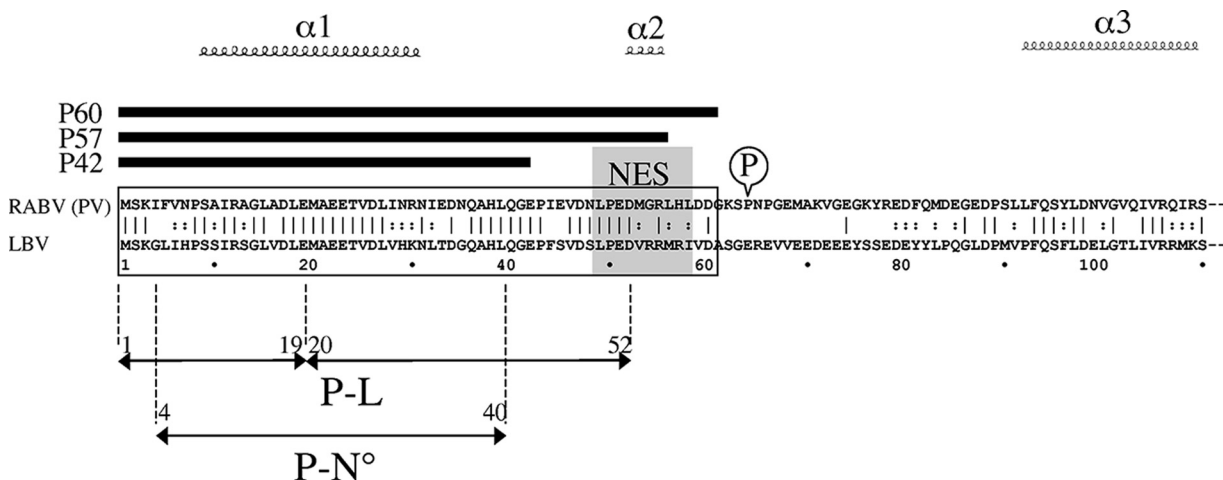 α1 α2 α3
P60
P57
P42
NES
P
RABV (PV) MSKIFVNPSAIRAGLADLEMAEETVDLINRNIEDNQAHLQGEPIEVDNLPEDMGRLHLDDGKSPNPGEMAKVGEGKYREDFQMDEGEDPSLLFQSYLDNVGVQIVRQIRS--
LBV MSKGLIHPSSIRSGLVDLEMAEETVDLVHKNLTDGQAHLQGEPFSVDSLPEDVRRMRIVDASGEREVVEEDEEEYSSEDEYYLPQGLDPMVPFQSFLDELGTLIVRRMKS--
1 • 20 • 40 • 60 • 80 • 100 •
1 19 20 52
P-L
4 40
P-N°